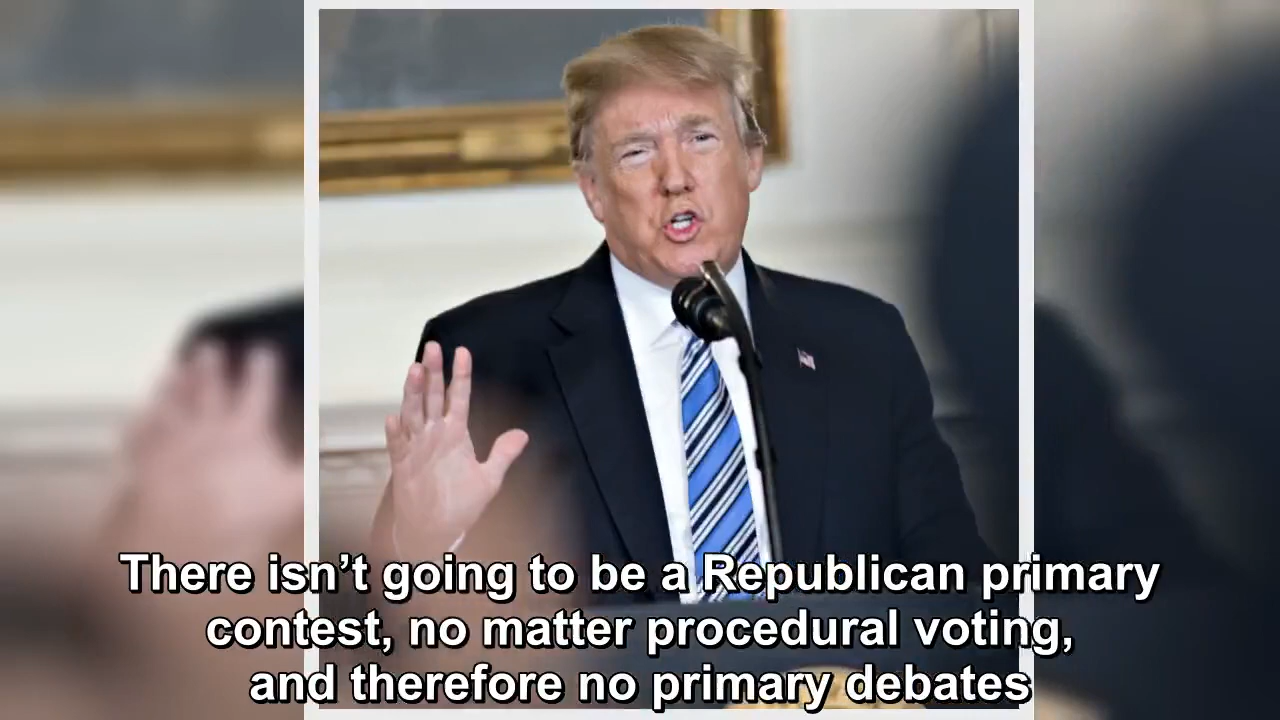 There isn’t going to be a Republican primary
contest, no matter procedural voting,
and therefore no primary debates